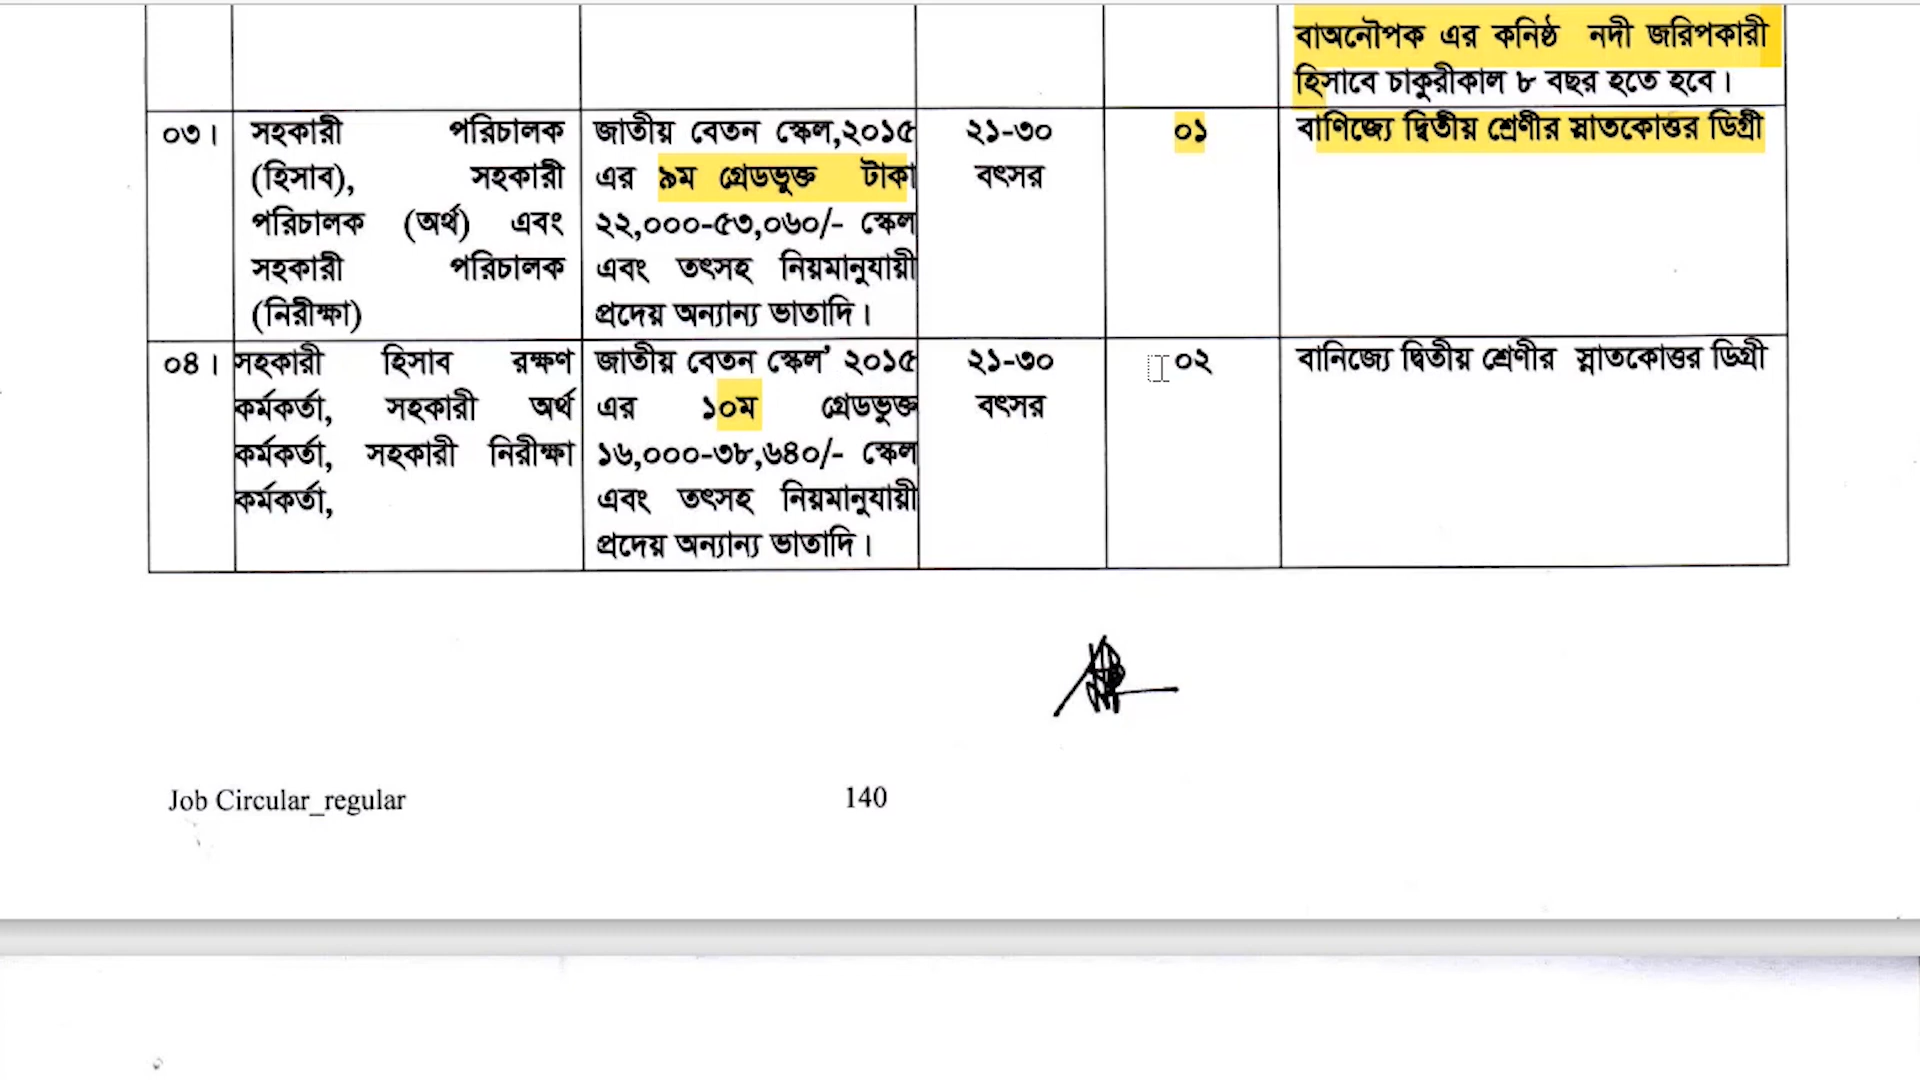 বাঅনৌপক এর কনিষ্ঠ নদী জরিপকারী
হিসাবে চাকুরীকাল ৮ বছর হতে হবে।
০৩।
সহকারী পরিচালক
(হিসাব), সহকারী
পরিচালক (অর্থ) এবং
সহকারী পরিচালক
(নিরীক্ষা)
জাতীয় বেতন স্কেল,২০১৫
এর ৯ম গ্রেডভুক্ত টাকা
২২,০০০-৫৩,০৬০/- স্কেল
এবং তৎসহ নিয়মানুযায়ী
প্রদেয় অন্যান্য ভাতাদি।
২১-৩০
বৎসর
০১
বাণিজ্যে দ্বিতীয় শ্রেণীর স্নাতকোত্তর ডিগ্রী
০৪।
সহকারী হিসাব রক্ষণ
কর্মকর্তা, সহকারী অর্থ
কর্মকর্তা, সহকারী নিরীক্ষা
কর্মকর্তা,
জাতীয় বেতন স্কেল’ ২০১৫
এর ১০ম গ্রেডভুক্ত
১৬,০০০-৩৮,৬৪০/- স্কেল
এবং তৎসহ নিয়মানুযায়ী
প্রদেয় অন্যান্য ভাতাদি।
২১-৩০
বৎসর
০২
বানিজ্যে দ্বিতীয় শ্রেণীর স্নাতকোত্তর ডিগ্রী
Job Circular_regular
140